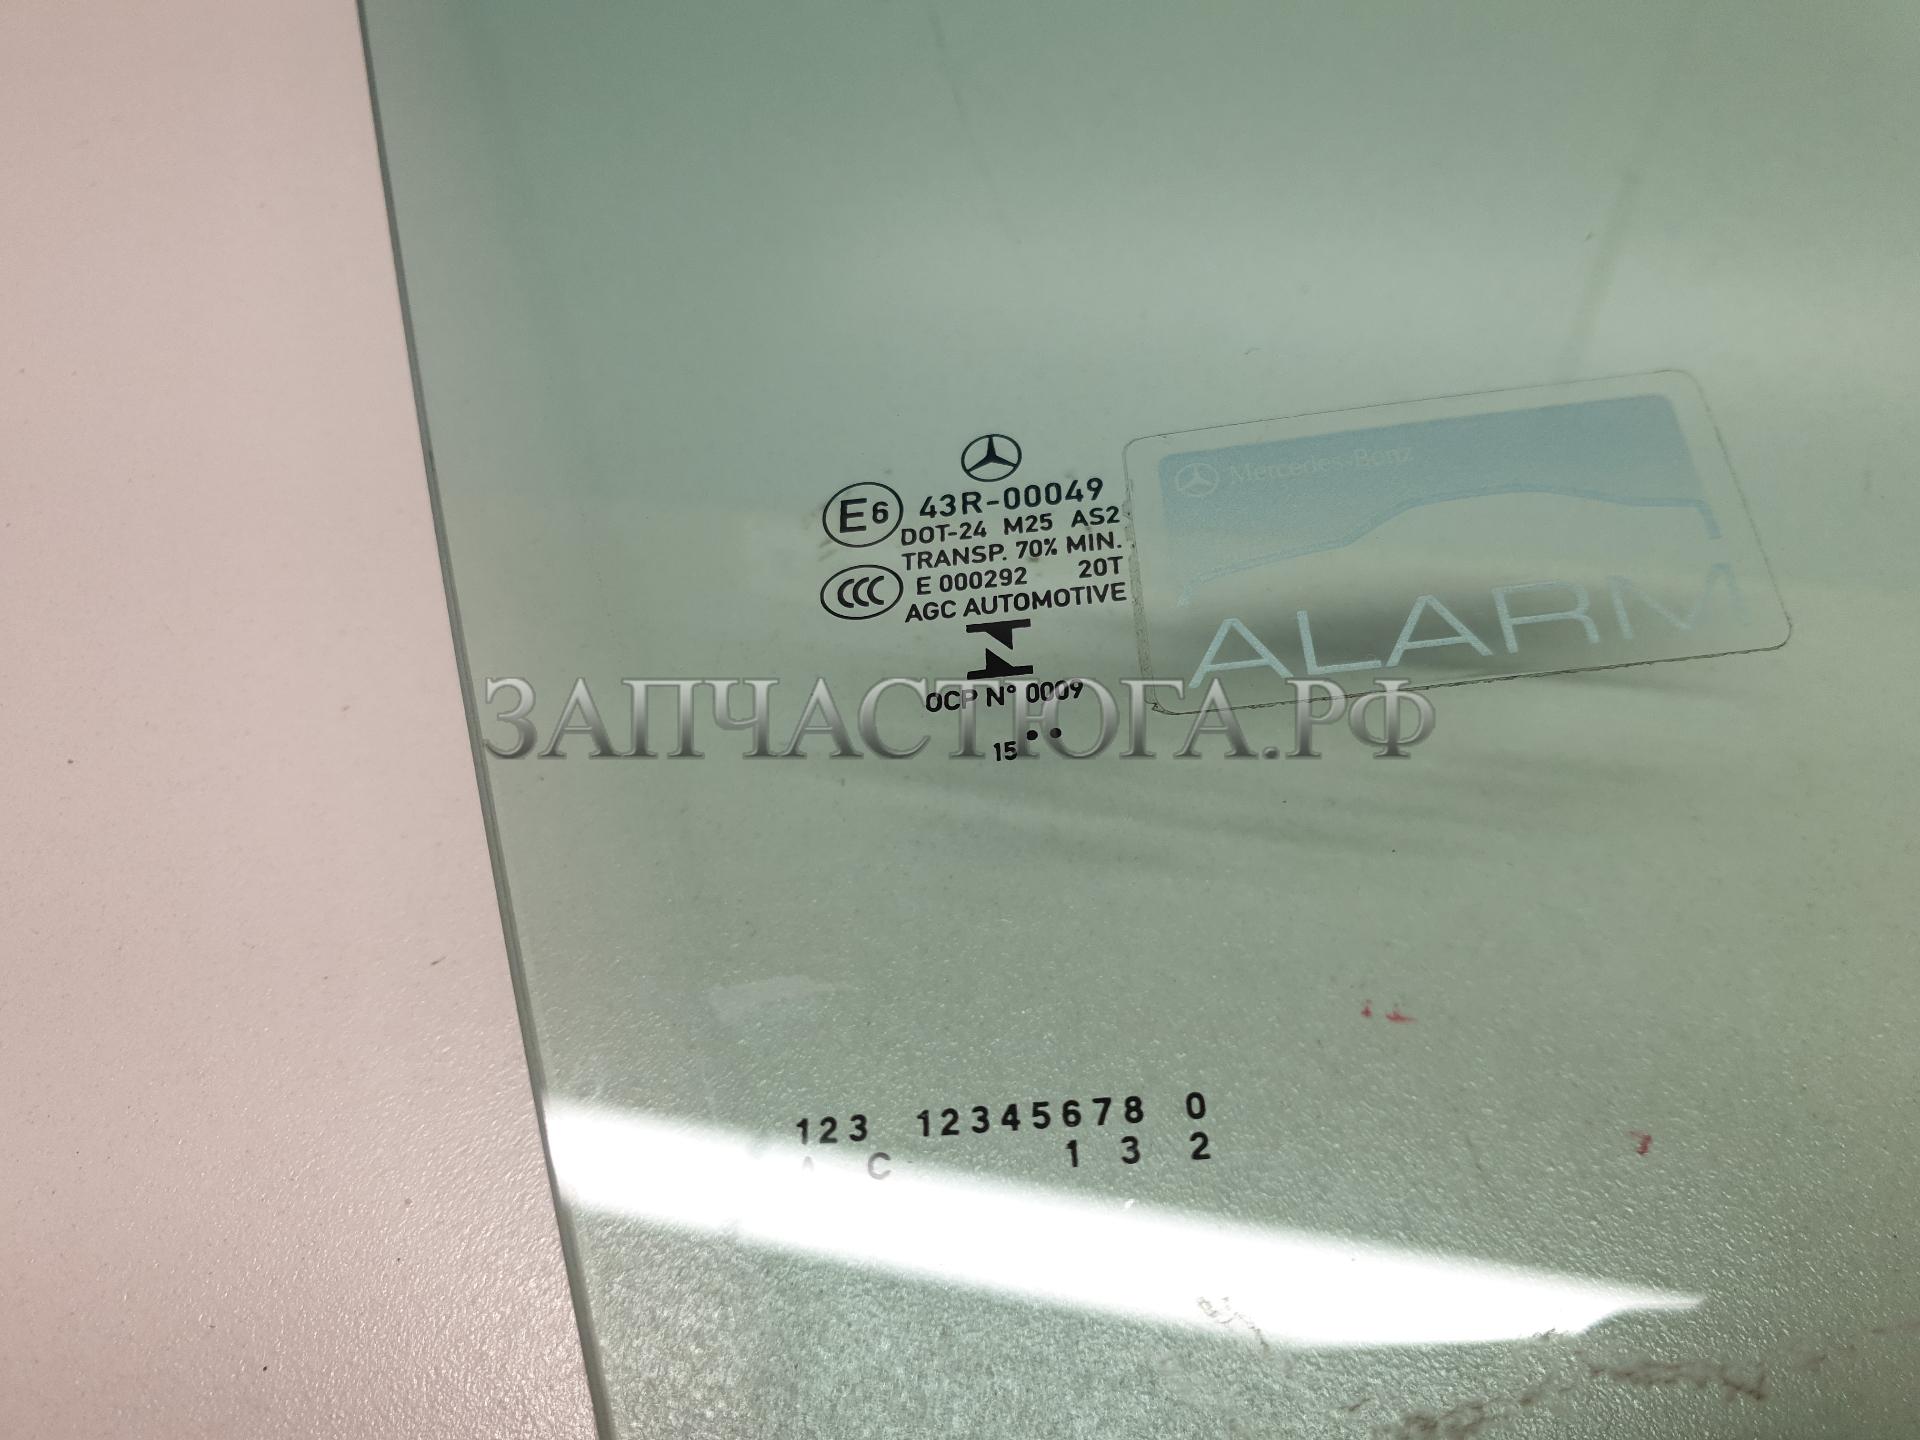 E6 43R-00049
DOT-24 M25 AS2
TRANSP. 70% MIN.
CCC E 000292 20T
AGC AUTOMOTIVE
OCP N° 0009
15 ••
Mercedes-Benz
ALARM
ЗАПЧАСТЮГА.РФ
123 12345678 0
A C 1 3 2